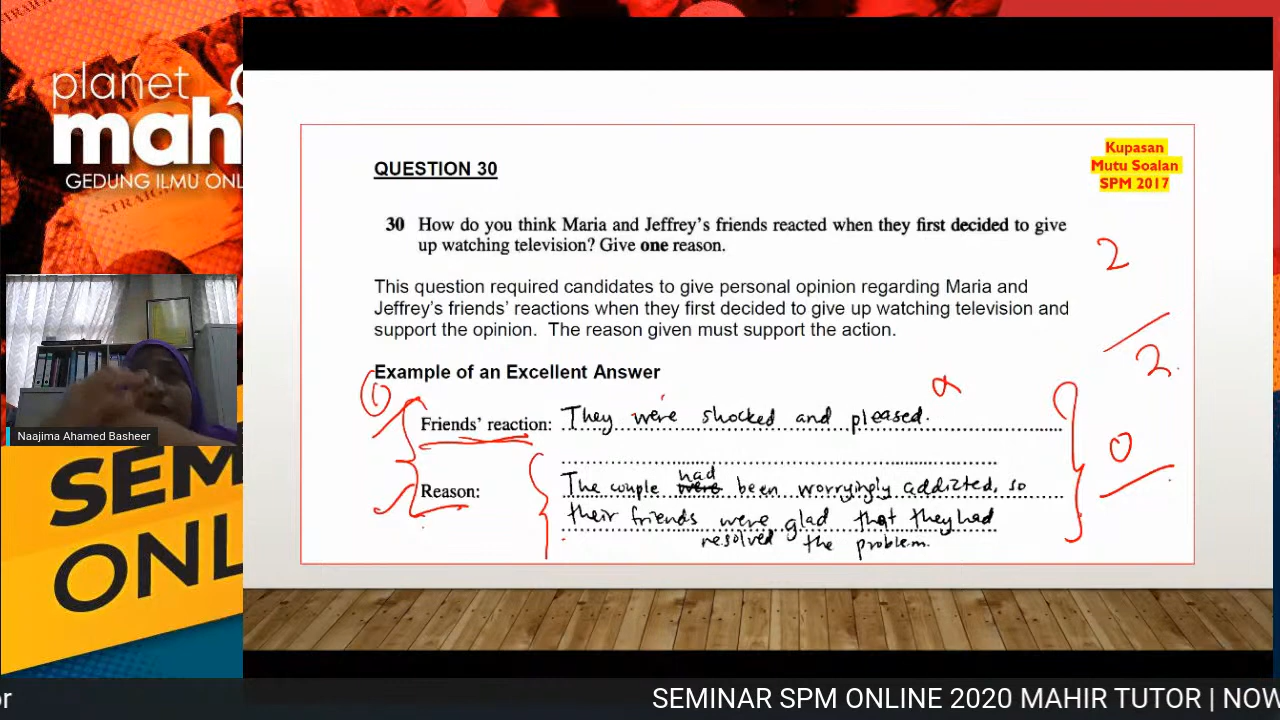 planet
mah
GEDUNG ILMU ONL
Naajima Ahamed Basheer
SEM
ONL
QUESTION 30
Kupasan
Mutu Soalan
SPM 2017
30 How do you think Maria and Jeffrey's friends reacted when they first decided to give
up watching television? Give one reason.
This question required candidates to give personal opinion regarding Maria and
Jeffrey's friends' reactions when they first decided to give up watching television and
support the opinion. The reason given must support the action.
Example of an Excellent Answer
Friends' reaction: They were shocked and pleased.
Reason: The couple were had been worryingly addicted, so
their friends were glad that they had
resolved the problem.
2
2
0
or SEMINAR SPM ONLINE 2020 MAHIR TUTOR | NOW